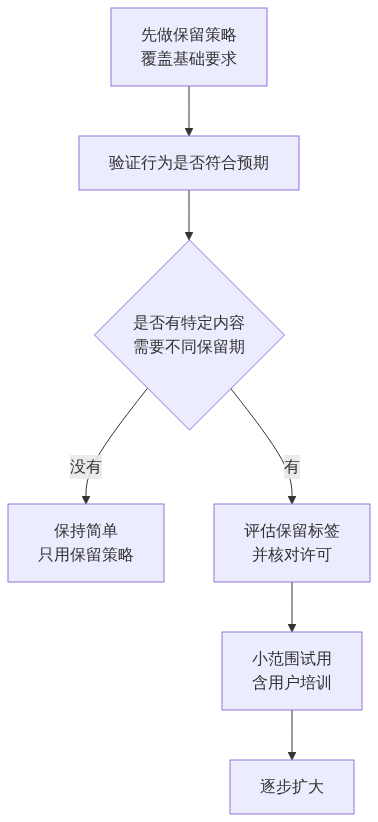 先做保留策略
覆盖基础要求
验证行为是否符合预期
是否有特定内容
需要不同保留期
没有
有
保持简单
只用保留策略
评估保留标签
并核对许可
小范围试用
含用户培训
逐步扩大